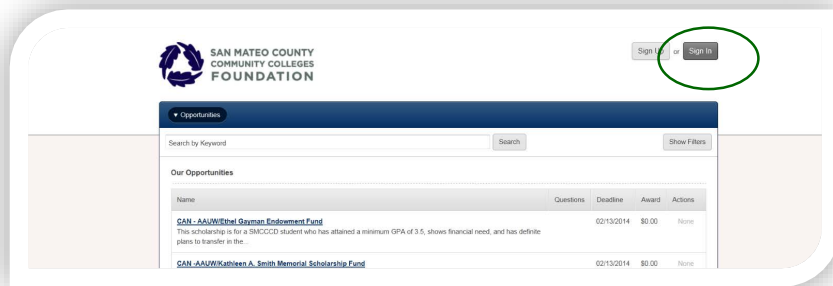 SAN MATEO COUNTY
COMMUNITY COLLEGES
FOUNDATION
Sign Up or Sign In
▾ Opportunities
Search by Keyword Search Show Filters
Our Opportunities
Name Questions Deadline Award Actions
CAN - AAUW/Ethel Gayman Endowment Fund 02/13/2014 $0.00 None
This scholarship is for a SMCCCD student who has attained a minimum GPA of 3.5, shows financial need, and has definite
plans to transfer in the...
CAN -AAUW/Kathleen A. Smith Memorial Scholarship Fund 02/13/2014 $0.00 None